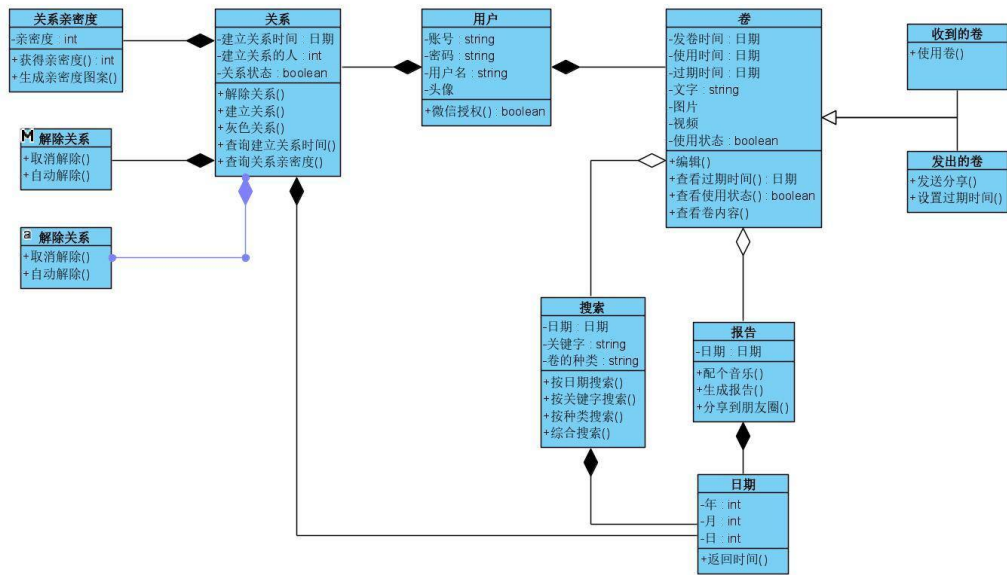 关系亲密度
-亲密度 : int
+获得亲密度() : int
+生成亲密度图案()
关系
-建立关系时间 : 日期
-建立关系的人 : int
-关系状态 : boolean
+解除关系()
+建立关系()
+灰色关系()
+查询建立关系时间()
+查询关系亲密度()
用户
-账号 : string
-密码 : string
-用户名 : string
-头像
+微信授权() : boolean
卷
-发卷时间 : 日期
-使用时间 : 日期
-过期时间 : 日期
-文字 : string
-图片
-视频
-使用状态 : boolean
+编辑()
+查看过期时间() : 日期
+查看使用状态() : boolean
+查看卷内容()
收到的卷
+使用卷()
发出的卷
+发送分享()
+设置过期时间()
M 解除关系
+取消解除()
+自动解除()
a 解除关系
+取消解除()
+自动解除()
搜索
-日期 : 日期
-关键字 : string
-卷的种类 : string
+按日期搜索()
+按关键字搜索()
+按种类搜索()
+综合搜索()
报告
-日期 : 日期
+配个音乐()
+生成报告()
+分享到朋友圈()
日期
-年 : int
-月 : int
-日 : int
+返回时间()